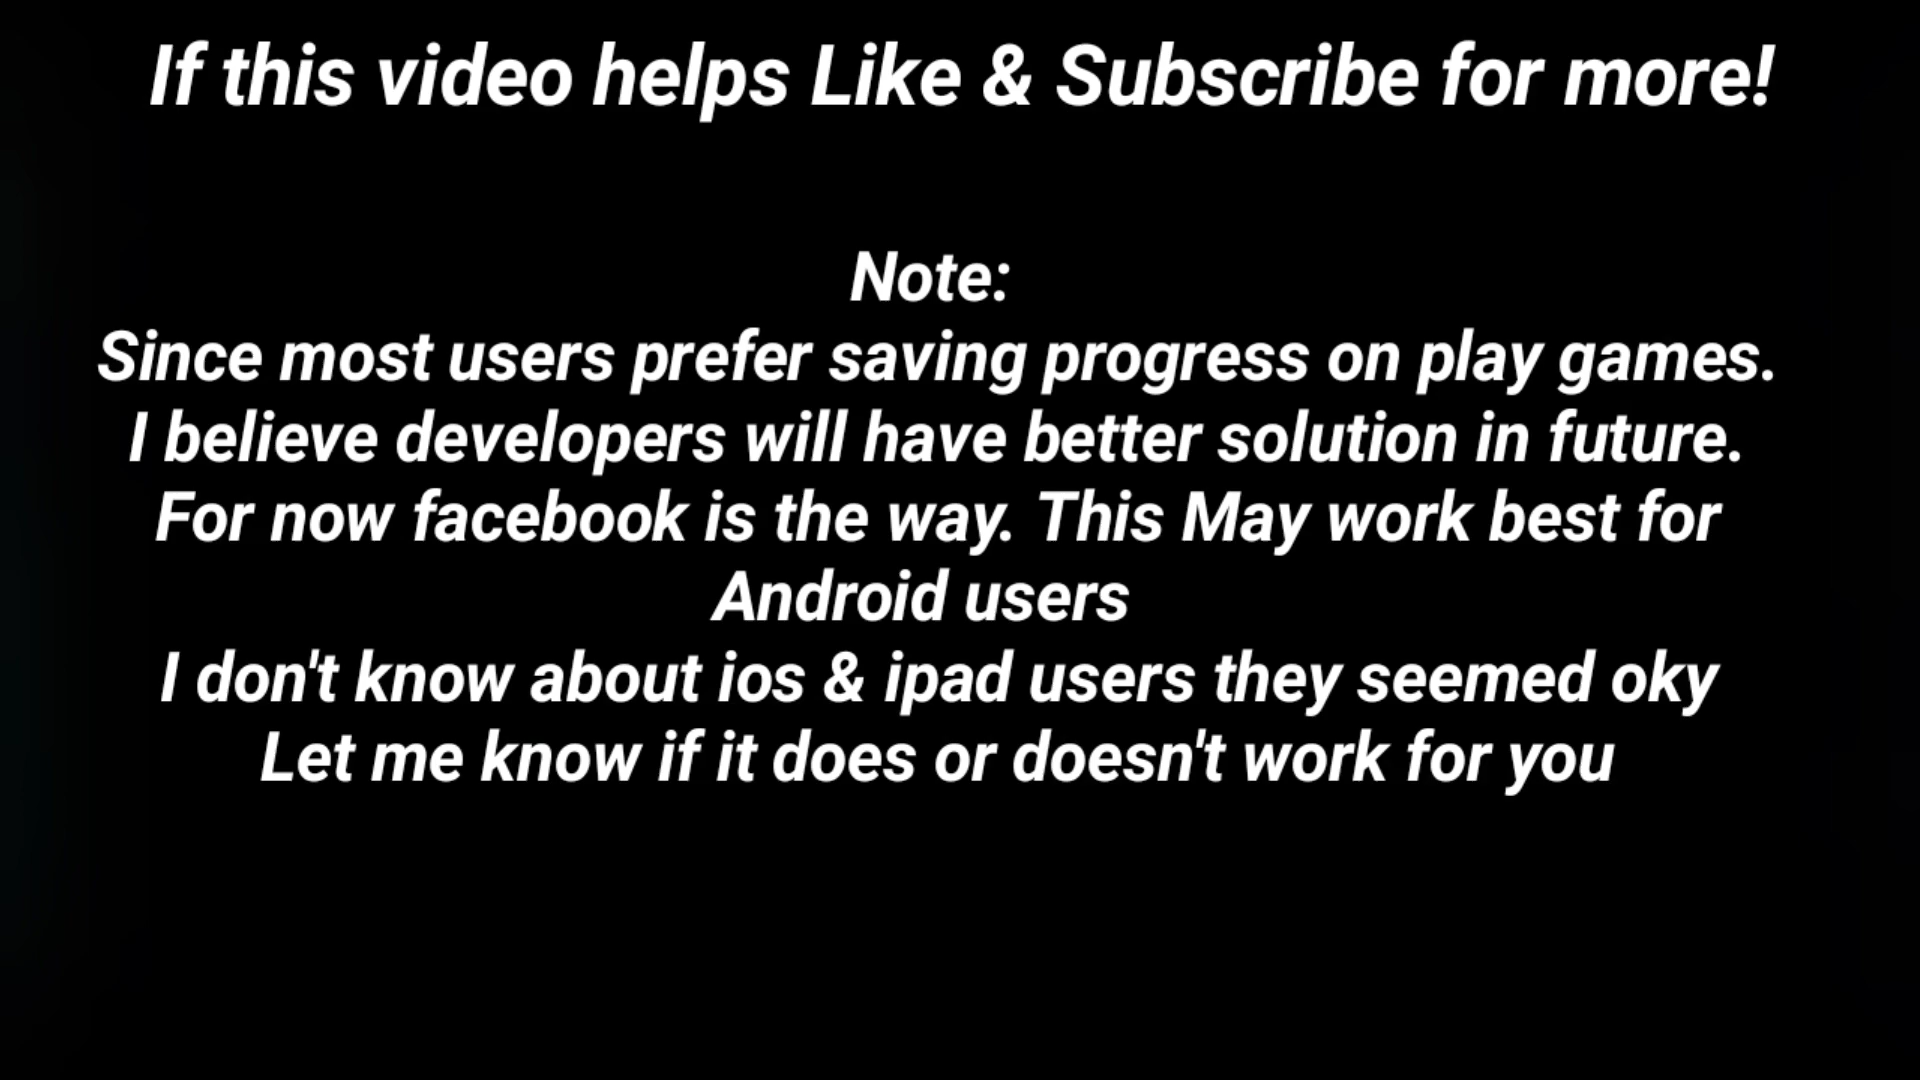 If this video helps Like & Subscribe for more!
Note:
Since most users prefer saving progress on play games.
I believe developers will have better solution in future.
For now facebook is the way. This May work best for
Android users
I don't know about ios & ipad users they seemed oky
Let me know if it does or doesn't work for you